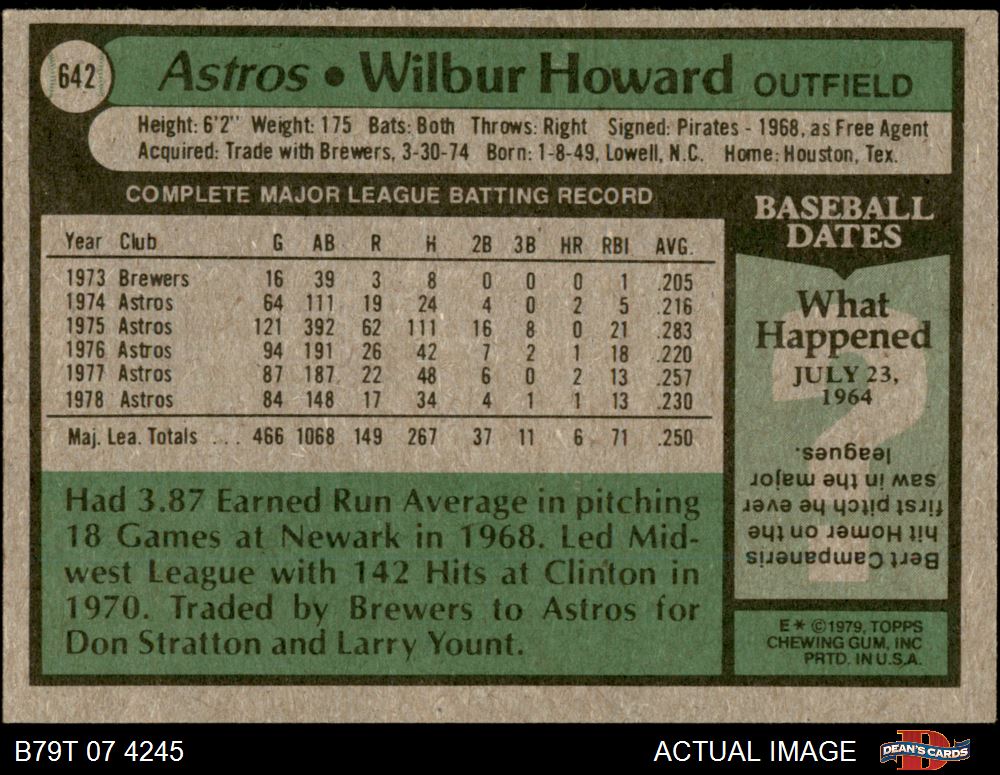 642
Astros • Wilbur Howard OUTFIELD
Height: 6'2" Weight: 175 Bats: Both Throws: Right Signed: Pirates - 1968, as Free Agent
Acquired: Trade with Brewers, 3-30-74 Born: 1-8-49, Lowell, N.C. Home: Houston, Tex.
COMPLETE MAJOR LEAGUE BATTING RECORD
Year Club G AB R H 2B 3B HR RBI AVG.
1973 Brewers 16 39 3 8 0 0 0 1 .205
1974 Astros 64 111 19 24 4 0 2 5 .216
1975 Astros 121 392 62 111 16 8 0 21 .283
1976 Astros 94 191 26 42 7 2 1 18 .220
1977 Astros 87 187 22 48 6 0 2 13 .257
1978 Astros 84 148 17 34 4 1 1 13 .230
Maj. Lea. Totals ... 466 1068 149 267 37 11 6 71 .250
Had 3.87 Earned Run Average in pitching
18 Games at Newark in 1968. Led Mid-
west League with 142 Hits at Clinton in
1970. Traded by Brewers to Astros for
Don Stratton and Larry Yount.
BASEBALL
DATES
What
Happened
JULY 23,
1964
Bert Campaneris
hit Homer on the
first pitch he ever
saw in the major
leagues.
E* ©1979, TOPPS
CHEWING GUM, INC
PRTD. IN U.S.A.
B79T 07 4245
ACTUAL IMAGE
DEAN'S CARDS